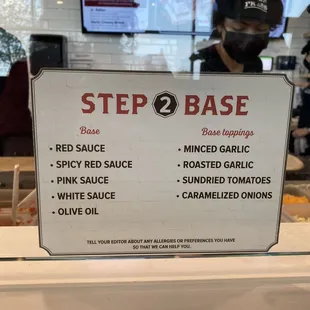 STEP 2 BASE
Base
• RED SAUCE
• SPICY RED SAUCE
• PINK SAUCE
• WHITE SAUCE
• OLIVE OIL
Base toppings
• MINCED GARLIC
• ROASTED GARLIC
• SUNDRIED TOMATOES
• CARAMELIZED ONIONS
TELL YOUR EDITOR ABOUT ANY ALLERGIES OR PREFERENCES YOU HAVE
SO THAT WE CAN HELP YOU.